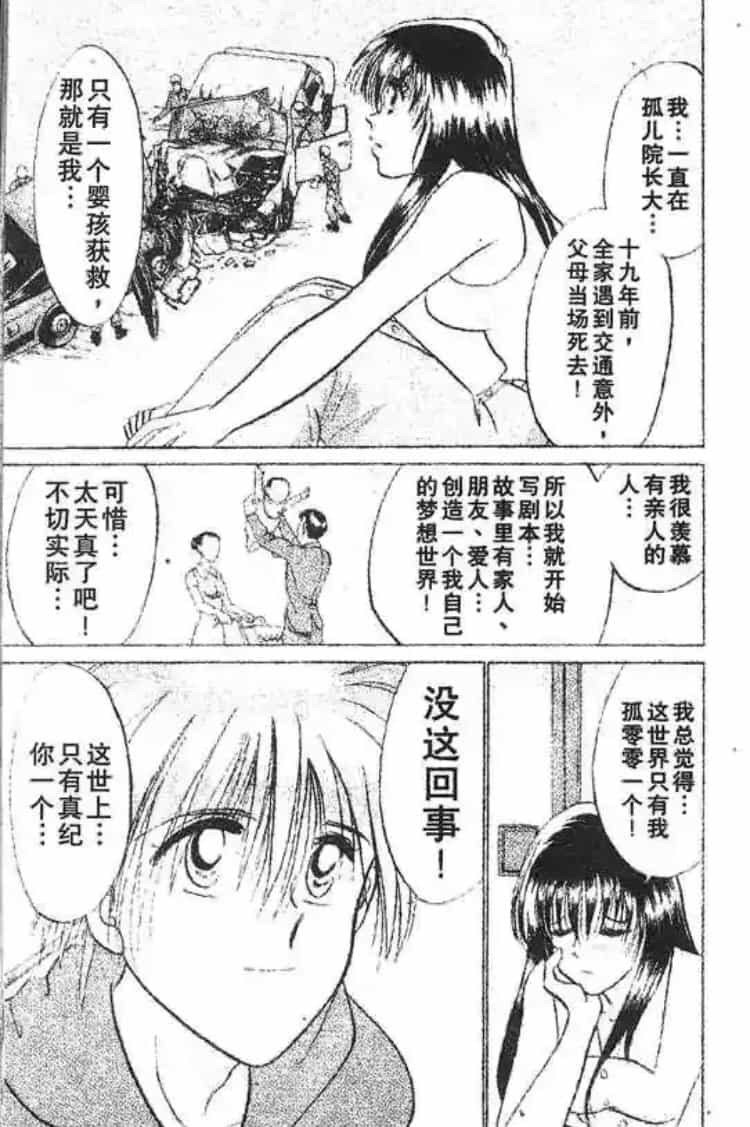 我…一直在
孤儿院长大…
十九年前，
全家遇到交通意外，
父母当场死去！
只有一个婴孩获救，
那就是我…
我很羡慕
有亲人的
人…
所以我就开始
写剧本…
故事里有家人、
朋友、爱人…
创造一个我自己
的梦想世界！
可惜…
太天真了吧！
不切实际…
我总觉得…
这世界只有我
孤零零一个！
没这回事！
这世上…
只有真纪
你一个…